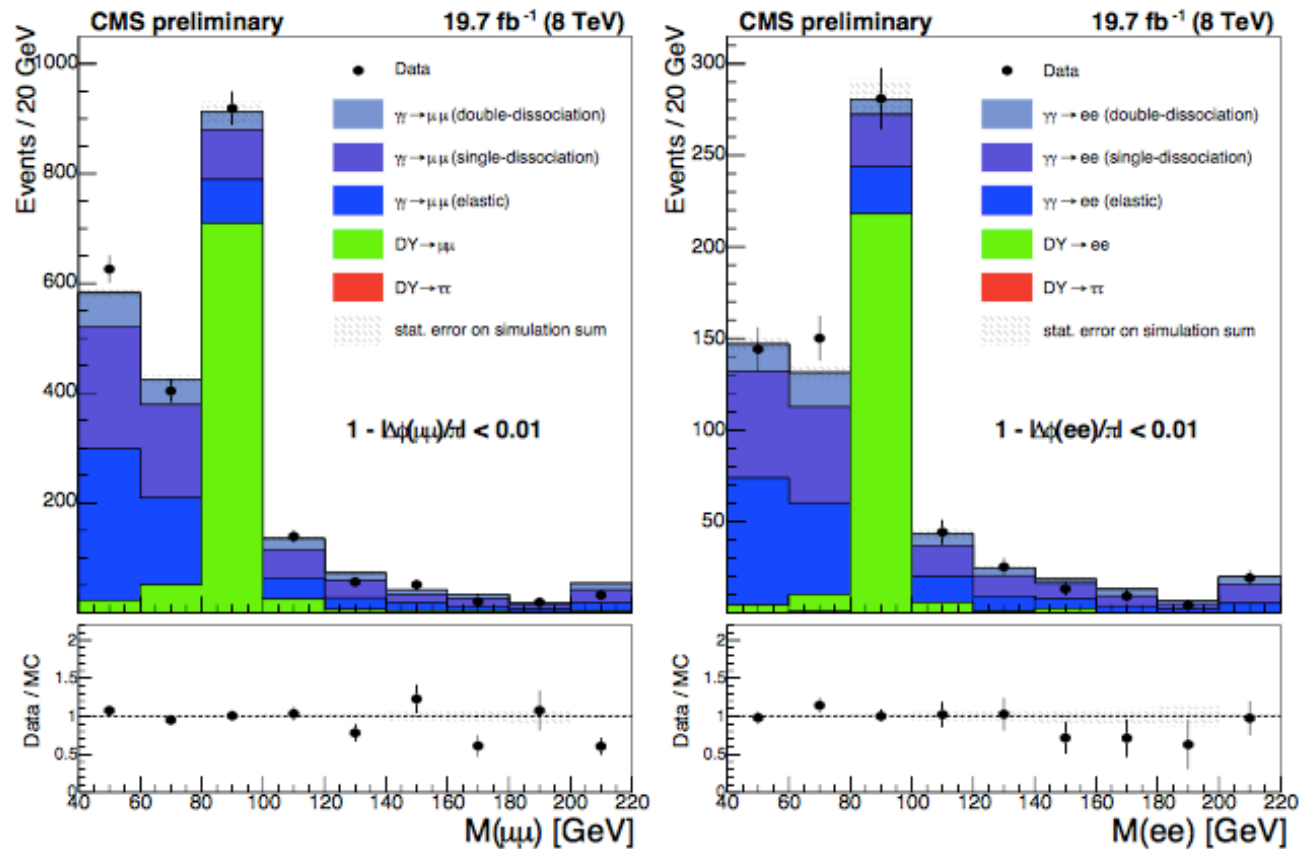 CMS preliminary 19.7 fb⁻¹ (8 TeV)
Events / 20 GeV
1000
800
600
400
200
Data
γγ→μμ (double-dissociation)
γγ→μμ (single-dissociation)
γγ→μμ (elastic)
DY→μμ
DY→ττ
stat. error on simulation sum
1 - |Δϕ(μμ)/π| < 0.01
Data / MC
2
1.5
1
0.5
0
40 60 80 100 120 140 160 180 200 220
M(μμ) [GeV]
CMS preliminary 19.7 fb⁻¹ (8 TeV)
Events / 20 GeV
300
250
200
150
100
50
Data
γγ→ee (double-dissociation)
γγ→ee (single-dissociation)
γγ→ee (elastic)
DY→ee
DY→ττ
stat. error on simulation sum
1 - |Δϕ(ee)/π| < 0.01
Data / MC
2
1.5
1
0.5
0
40 60 80 100 120 140 160 180 200 220
M(ee) [GeV]